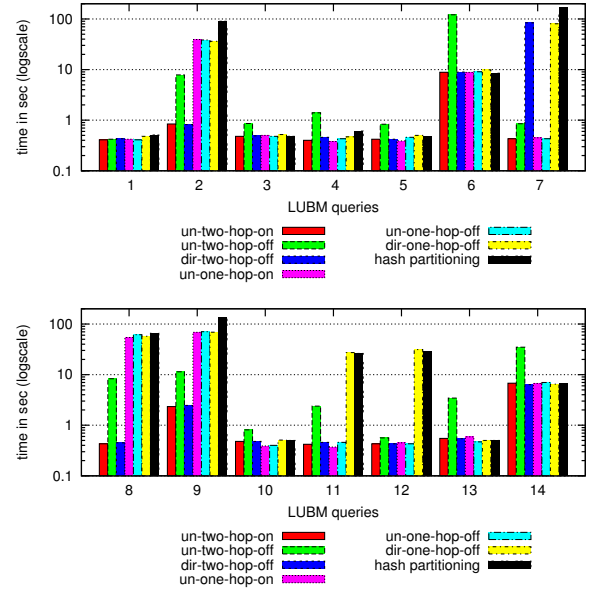 time in sec (logscale)
100
10
1
0.1
1 2 3 4 5 6 7
LUBM queries
un-two-hop-on un-one-hop-off
un-two-hop-off dir-one-hop-off
dir-two-hop-off hash partitioning
un-one-hop-on
time in sec (logscale)
100
10
1
0.1
8 9 10 11 12 13 14
LUBM queries
un-two-hop-on un-one-hop-off
un-two-hop-off dir-one-hop-off
dir-two-hop-off hash partitioning
un-one-hop-on